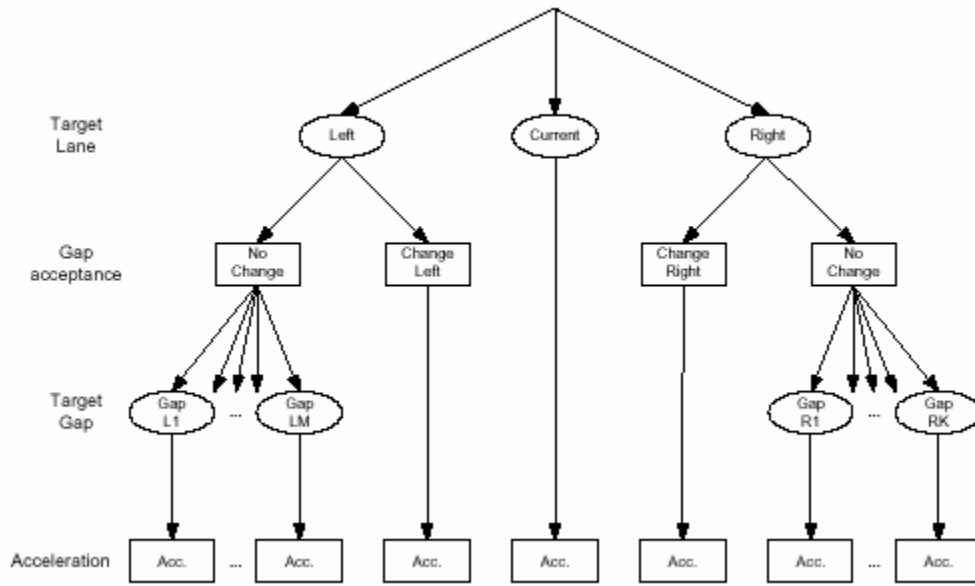 Target
Lane
Left
Current
Right
Gap
acceptance
No
Change
Change
Left
Change
Right
No
Change
Target
Gap
Gap
L1
...
Gap
LM
Gap
R1
...
Gap
RK
Acceleration
Acc.
...
Acc.
Acc.
Acc.
Acc.
Acc.
...
Acc.